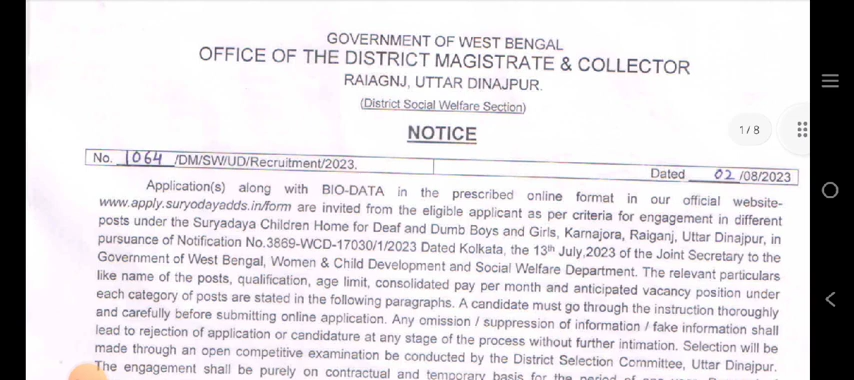 GOVERNMENT OF WEST BENGAL
OFFICE OF THE DISTRICT MAGISTRATE & COLLECTOR
RAIAGNJ, UTTAR DINAJPUR.
(District Social Welfare Section)
NOTICE
1/8
No. 1064 /DM/SW/UD/Recruitment/2023.
Dated 02 /08/2023
Application(s) along with BIO-DATA in the prescribed online format in our official website-
www.apply.suryodayadds.in/form are invited from the eligible applicant as per criteria for engagement in different
posts under the Suryadaya Children Home for Deaf and Dumb Boys and Girls, Karnajora, Raiganj, Uttar Dinajpur, in
pursuance of Notification No.3869-WCD-17030/1/2023 Dated Kolkata, the 13th July,2023 of the Joint Secretary to the
Government of West Bengal, Women & Child Development and Social Welfare Department. The relevant particulars
like name of the posts, qualification, age limit, consolidated pay per month and anticipated vacancy position under
each category of posts are stated in the following paragraphs. A candidate must go through the instruction thoroughly
and carefully before submitting online application. Any omission / suppression of information / fake information shall
lead to rejection of application or candidature at any stage of the process without further intimation. Selection will be
made through an open competitive examination be conducted by the District Selection Committee, Uttar Dinajpur.
The engagement shall be purely on contractual and temporary basis for the period of one year